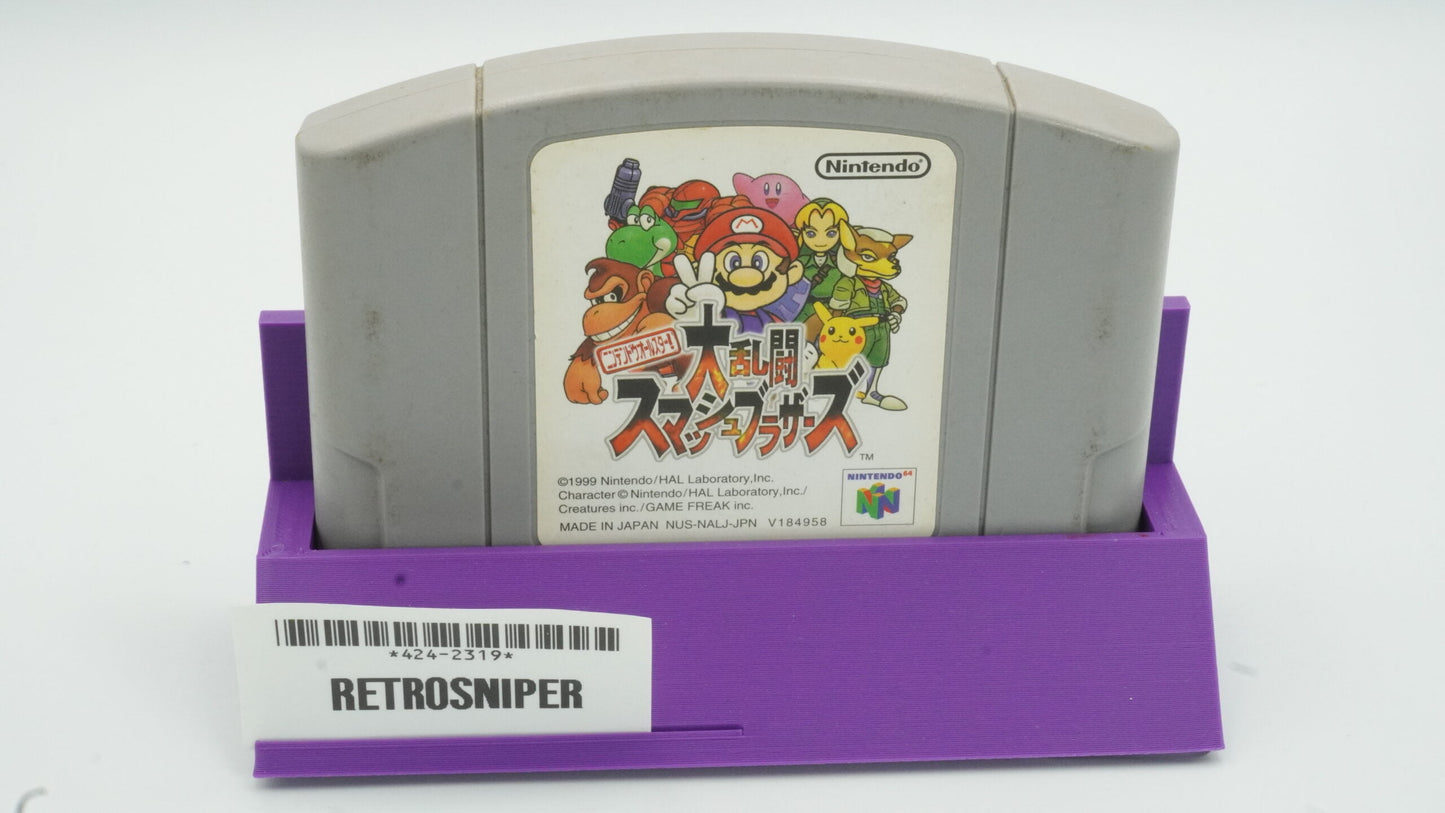 Nintendo®
M
ニンテンドウオールスター!
大乱闘
スマッシュブラザーズ
TM
©1999 Nintendo/HAL Laboratory,Inc.
Character © Nintendo/HAL Laboratory,Inc./
Creatures inc./GAME FREAK inc.
MADE IN JAPAN NUS-NALJ-JPN V184958
NINTENDO 64
*424-2319*
RETROSNIPER